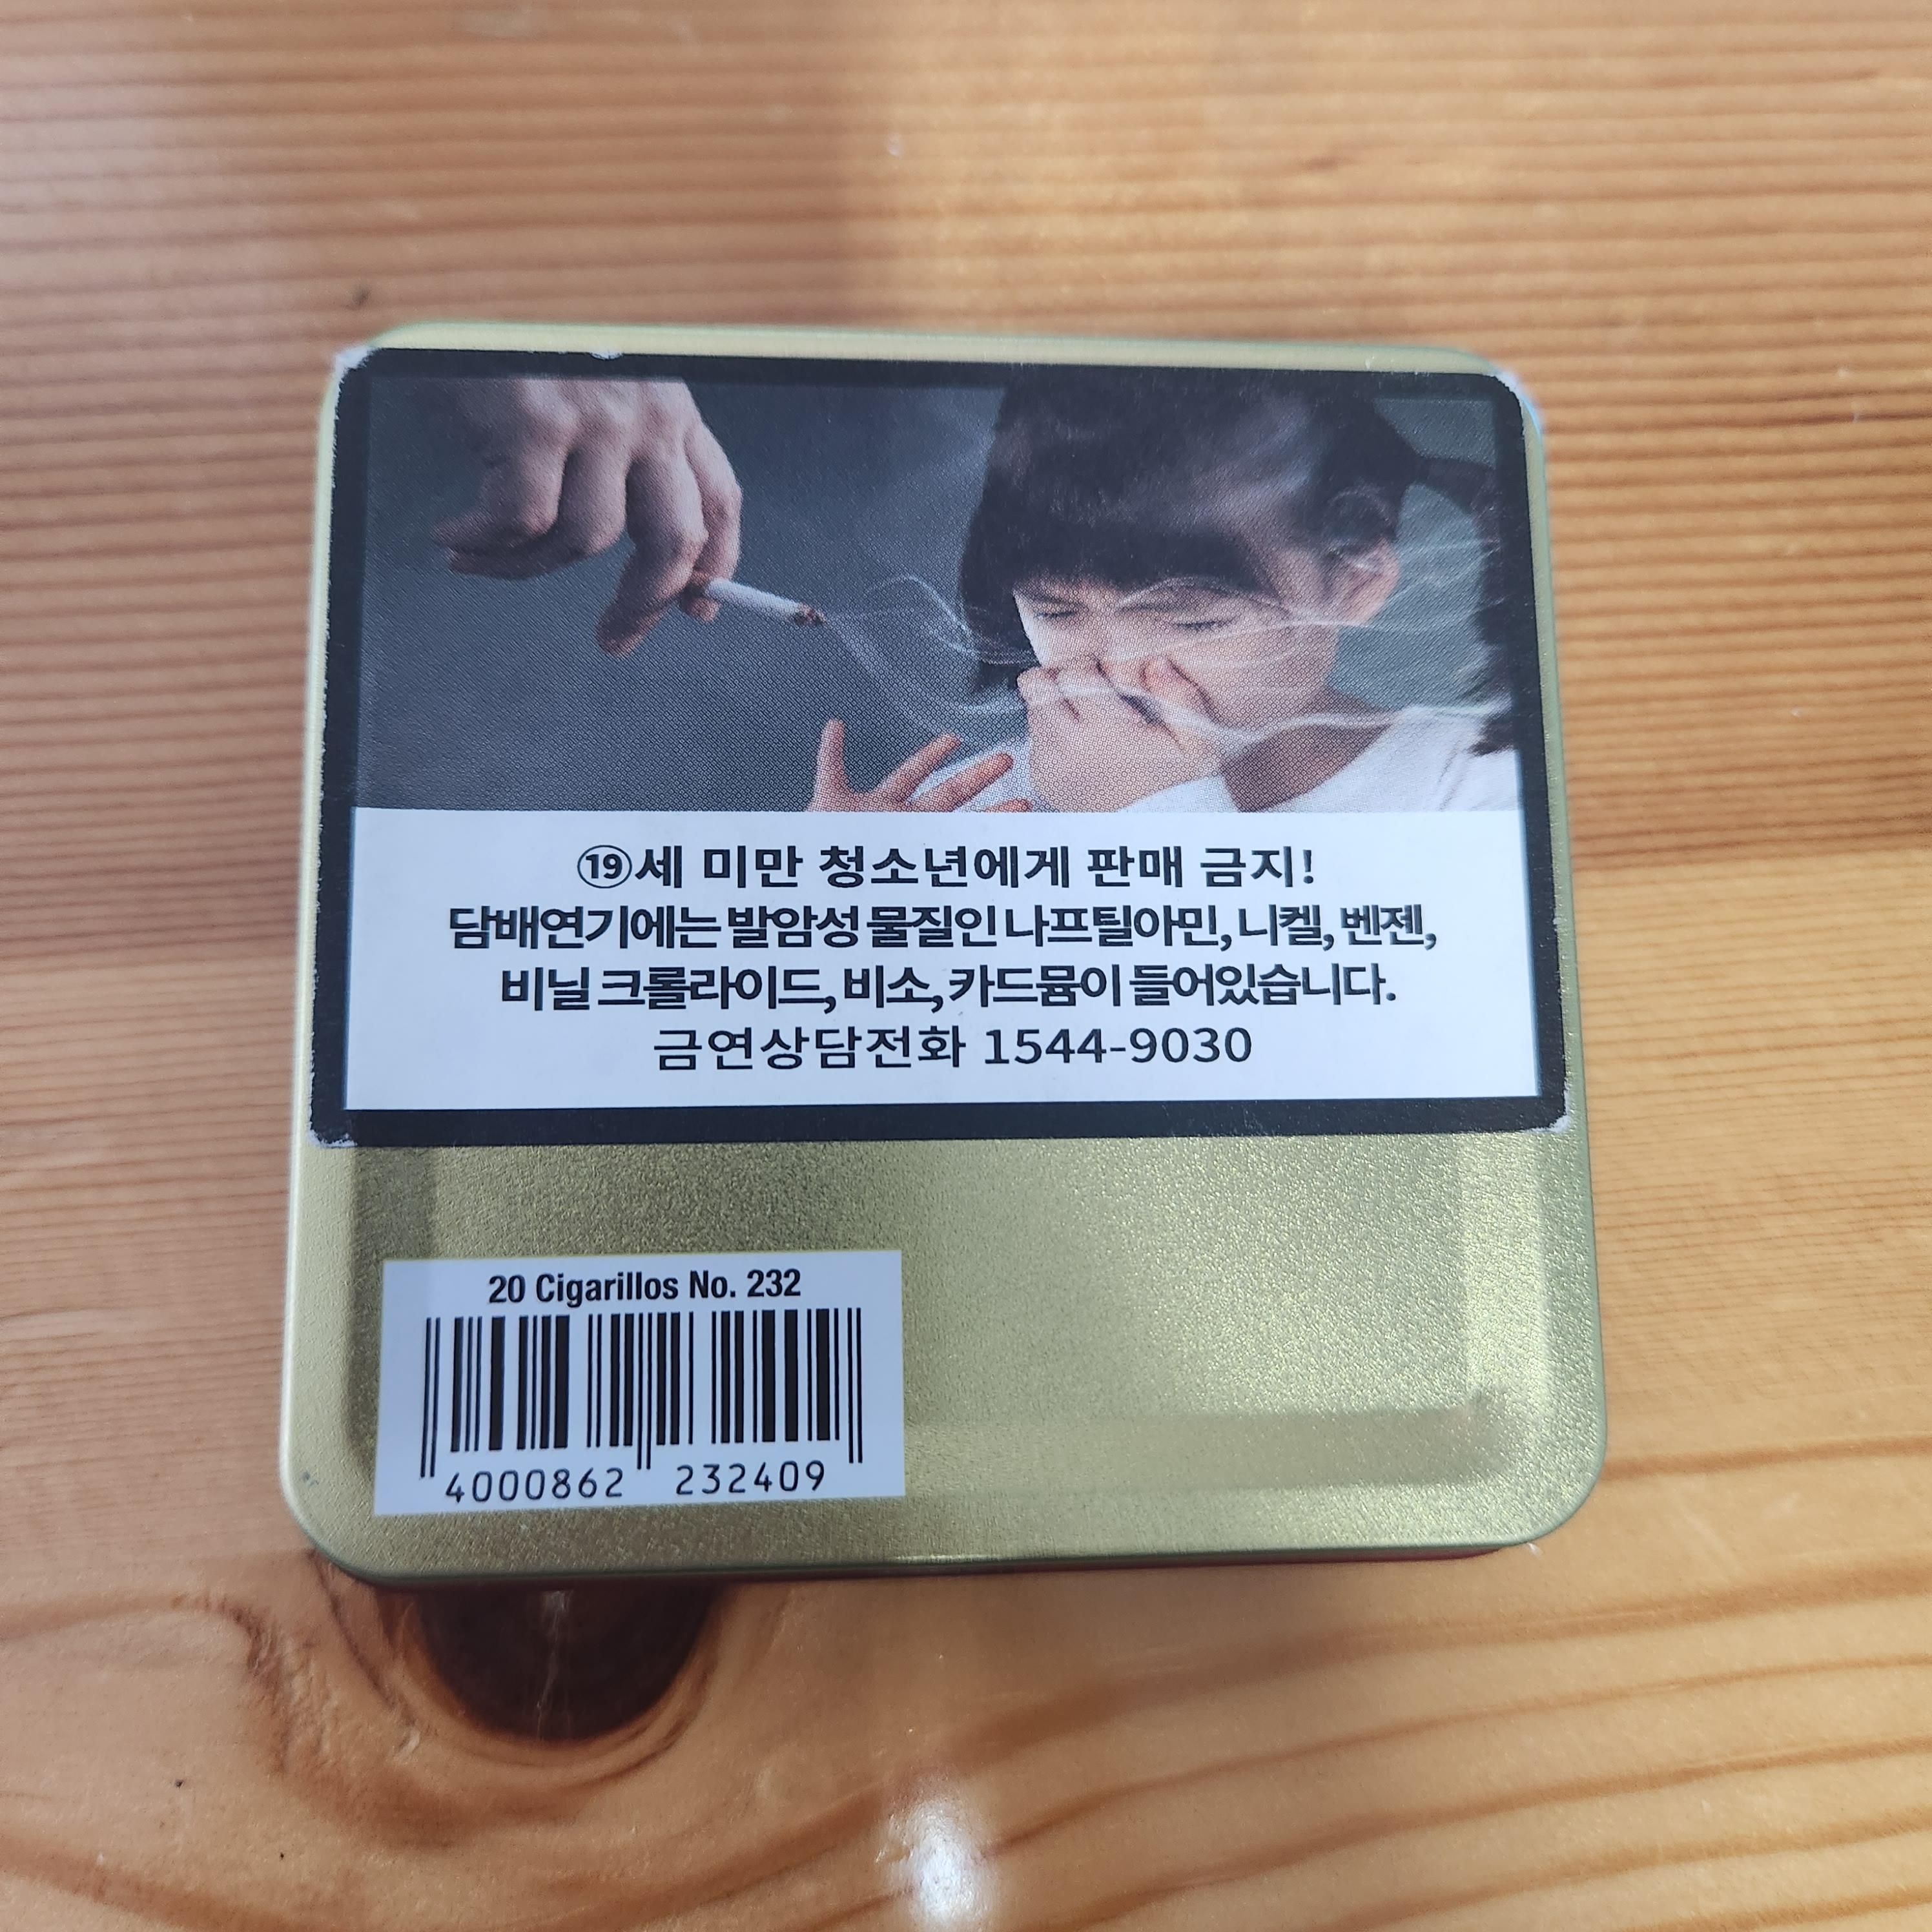 ⑲세 미만 청소년에게 판매 금지!
담배연기에는 발암성 물질인 나프틸아민, 니켈, 벤젠,
비닐 크롤라이드, 비소, 카드뮴이 들어있습니다.
금연상담전화 1544-9030
20 Cigarillos No. 232
4000862 232409